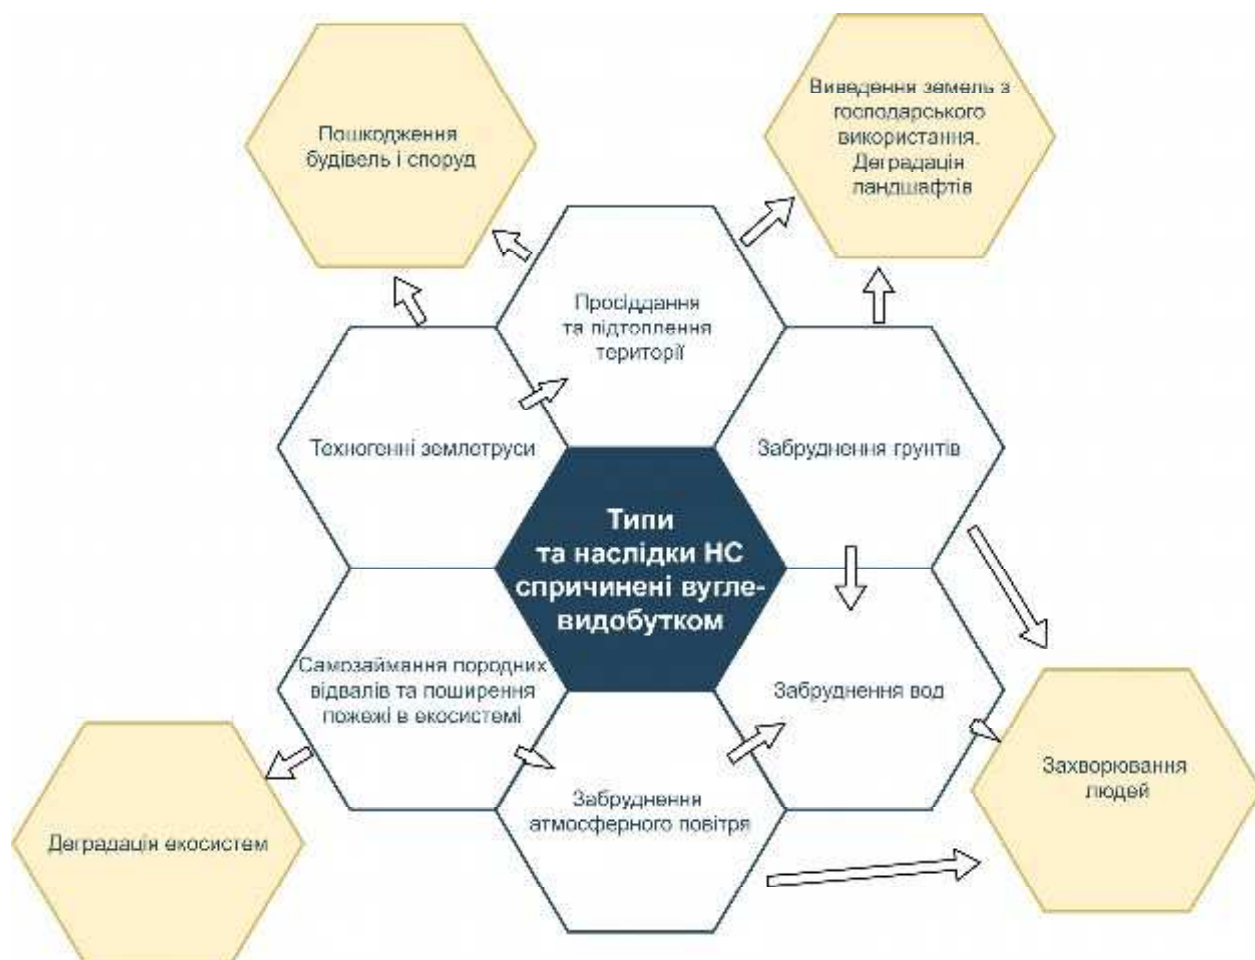 Пошкодження
будівель і споруд
Виведення земель з
господарського
використання.
Деградація
ландшафтів
Просідання
та підтоплення
території
Техногенні землетруси
Забруднення грунтів
Типи
та наслідки НС
спричинені вугле-
видобутком
Самозаймання породних
відвалів та поширення
пожежі в екосистемі
Забруднення вод
Забруднення
атмосферного повітря
Захворювання
людей
Деградація екосистем